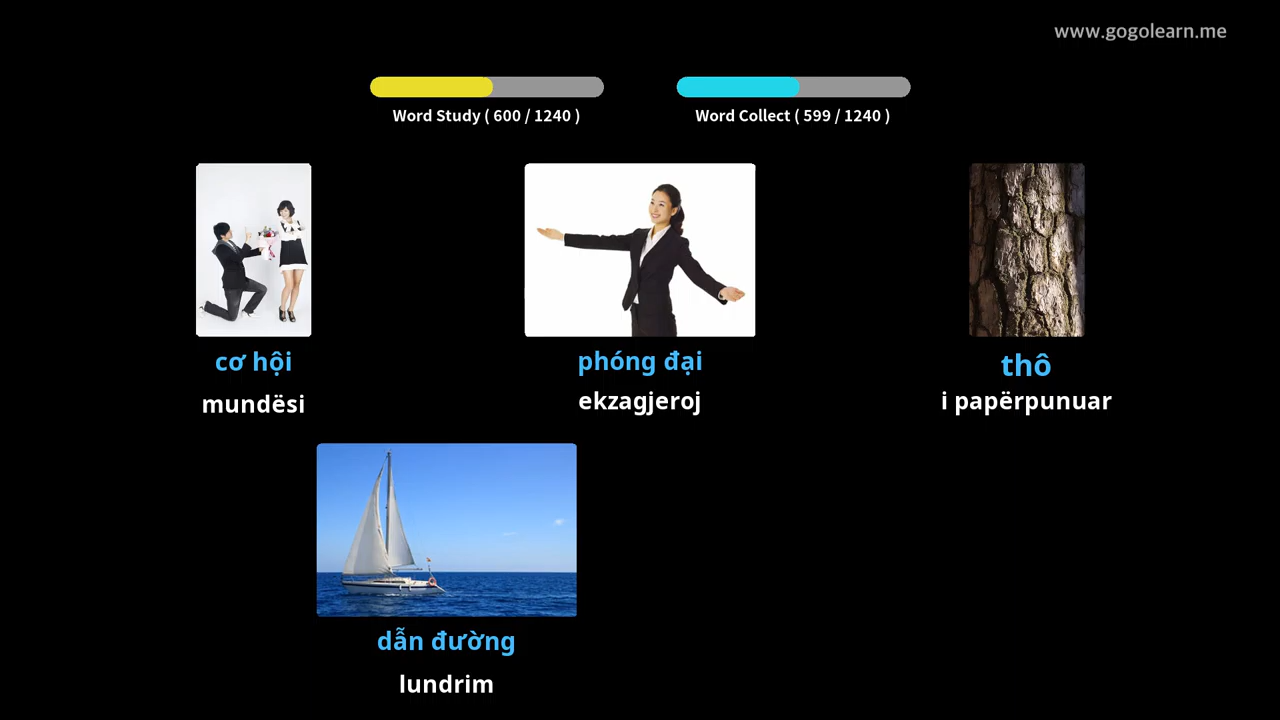 www.gogolearn.me
Word Study ( 600 / 1240 )
Word Collect ( 599 / 1240 )
cơ hội
mundësi
phóng đại
ekzagjeroj
thô
i papërpunuar
dẫn đường
lundrim